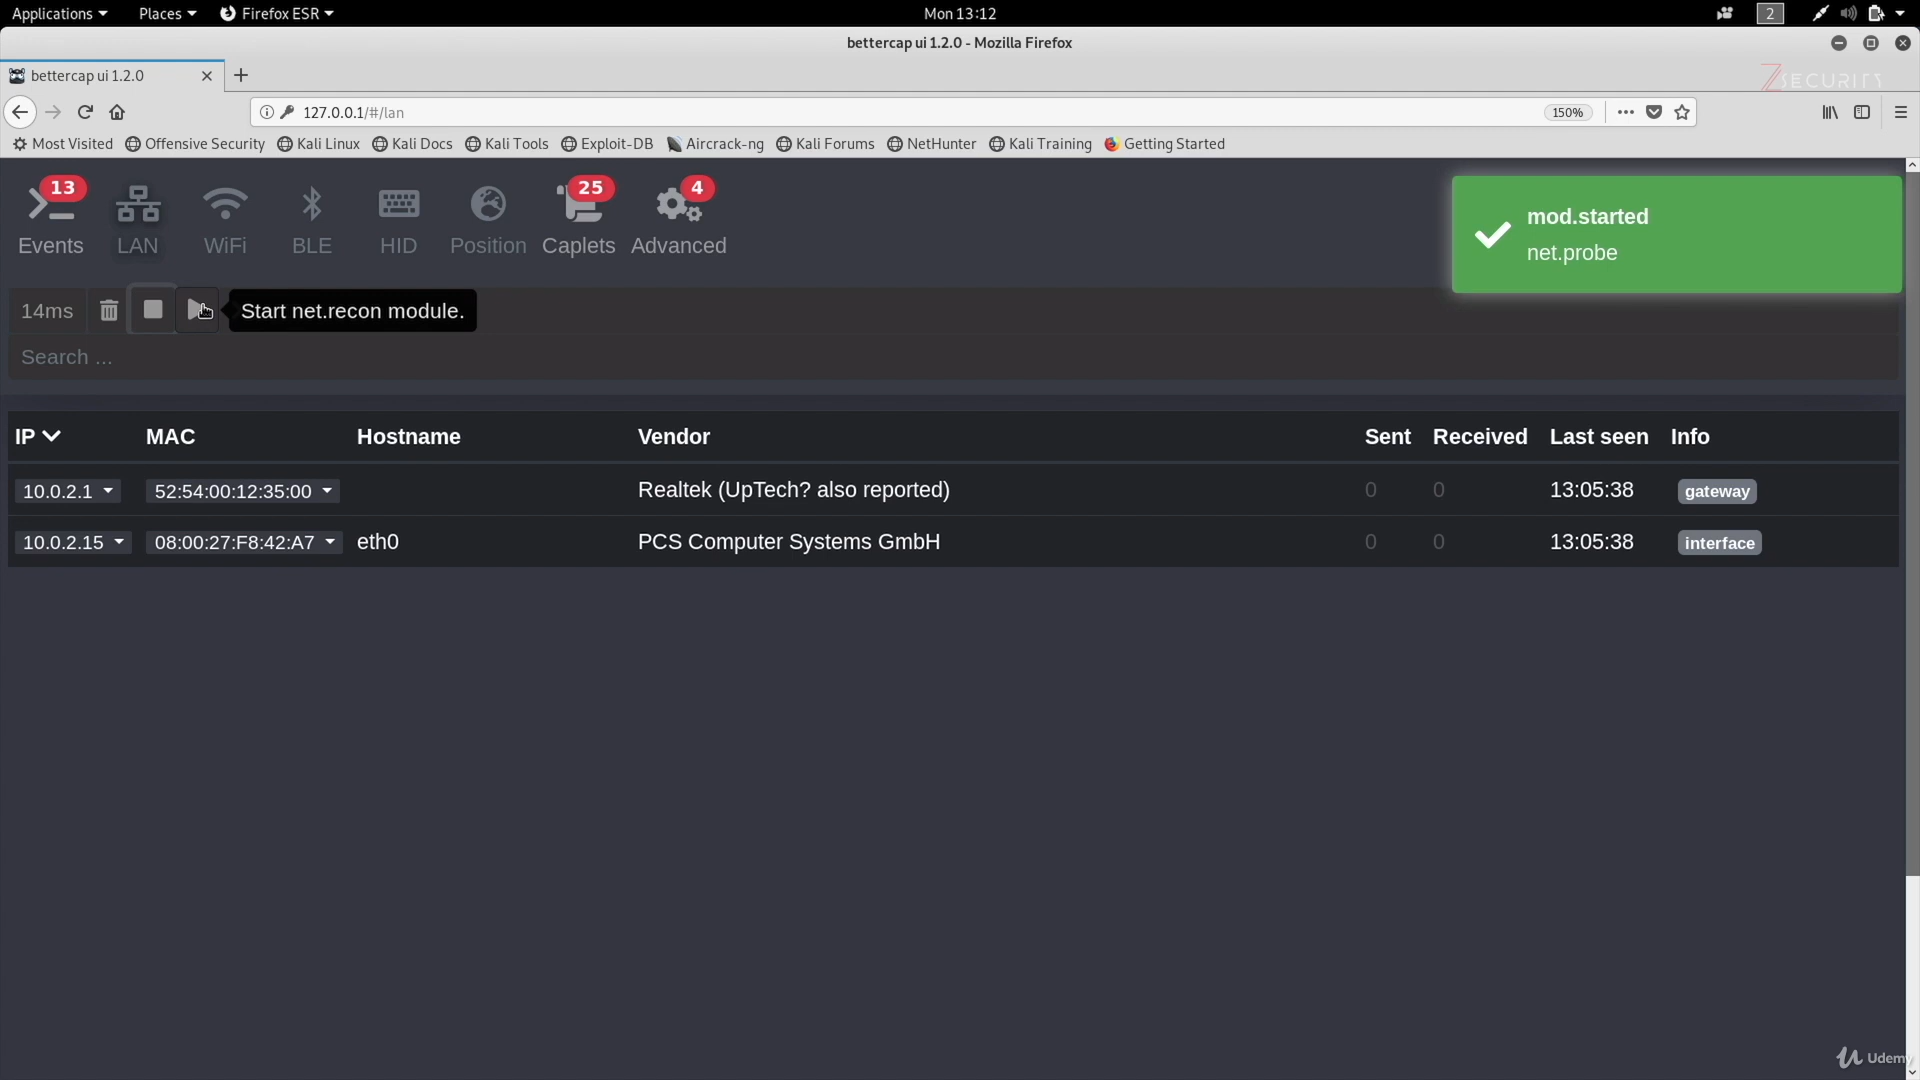 Applications Places Firefox ESR Mon 13:12 2
bettercap ui 1.2.0 - Mozilla Firefox
bettercap ui 1.2.0
ZSECURITY
127.0.0.1/#/lan 150%
Most Visited Offensive Security Kali Linux Kali Docs Kali Tools Exploit-DB Aircrack-ng Kali Forums NetHunter Kali Training Getting Started
13 25 4
Events LAN WiFi BLE HID Position Caplets Advanced
mod.started
net.probe
14ms Start net.recon module.
Search ...
IP MAC Hostname Vendor Sent Received Last seen Info
10.0.2.1 52:54:00:12:35:00 Realtek (UpTech? also reported) 0 0 13:05:38 gateway
10.0.2.15 08:00:27:F8:42:A7 eth0 PCS Computer Systems GmbH 0 0 13:05:38 interface
Udemy